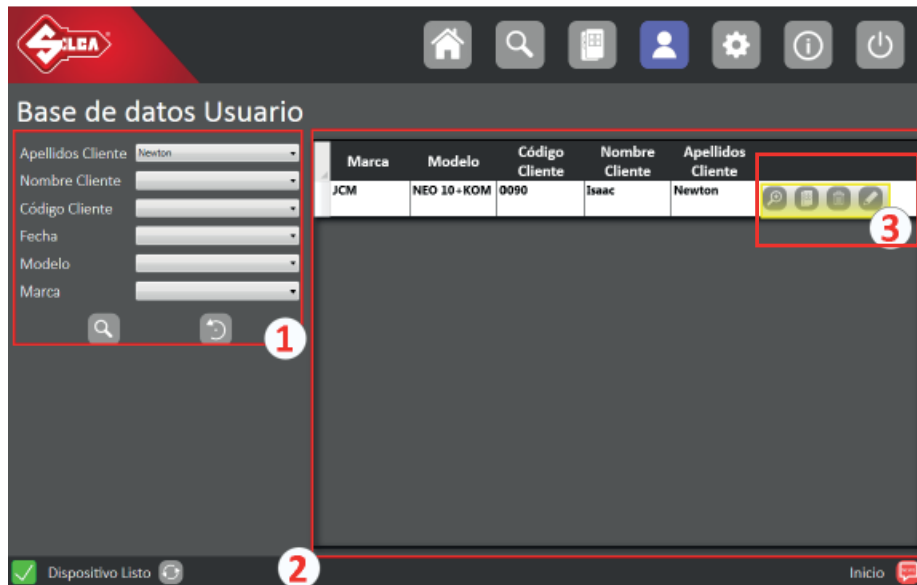 SILCA
Base de datos Usuario
Apellidos Cliente Newton
Nombre Cliente
Código Cliente
Fecha
Modelo
Marca
1
Marca Modelo Código Cliente Nombre Cliente Apellidos Cliente
JCM NEO 10+KOM 0090 Isaac Newton
3
Dispositivo Listo
2
Inicio